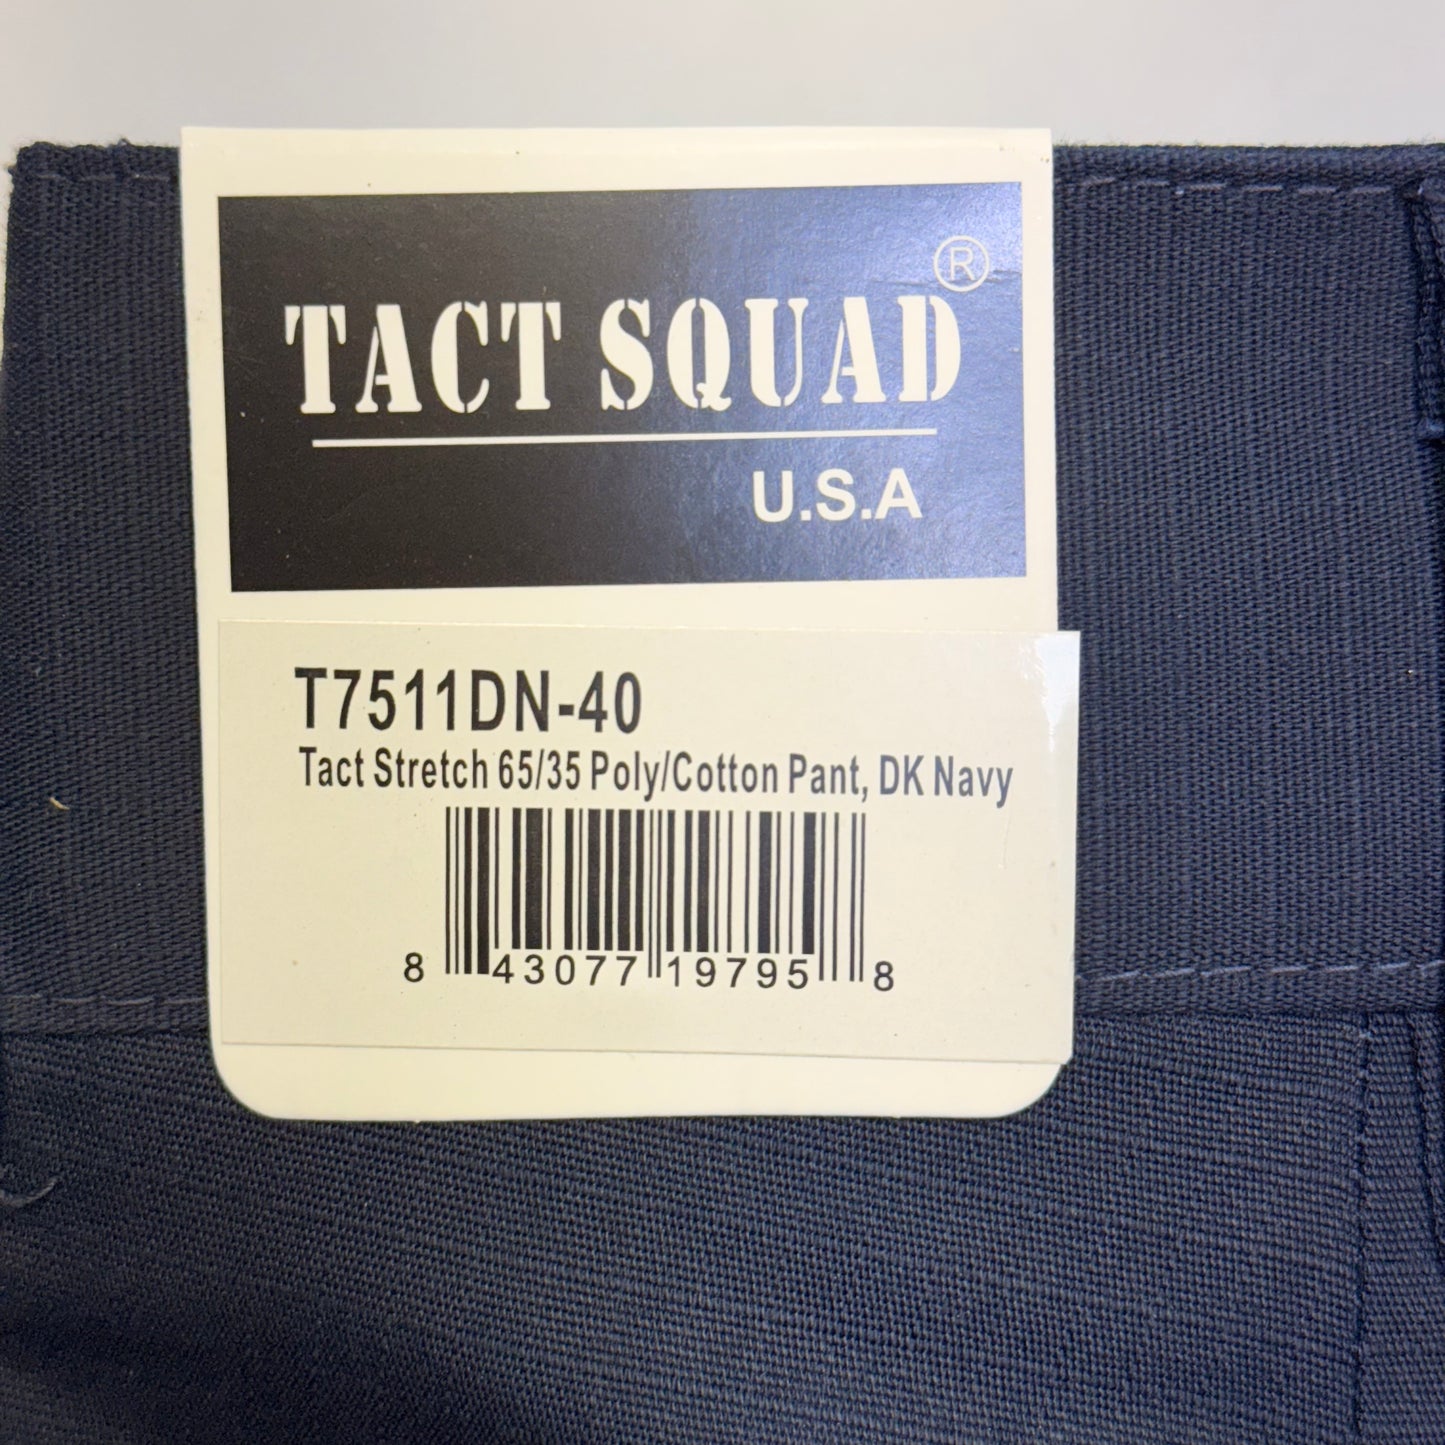 TACT SQUAD ®
U.S.A
T7511DN-40
Tact Stretch 65/35 Poly/Cotton Pant, DK Navy
8 43077 19795 8